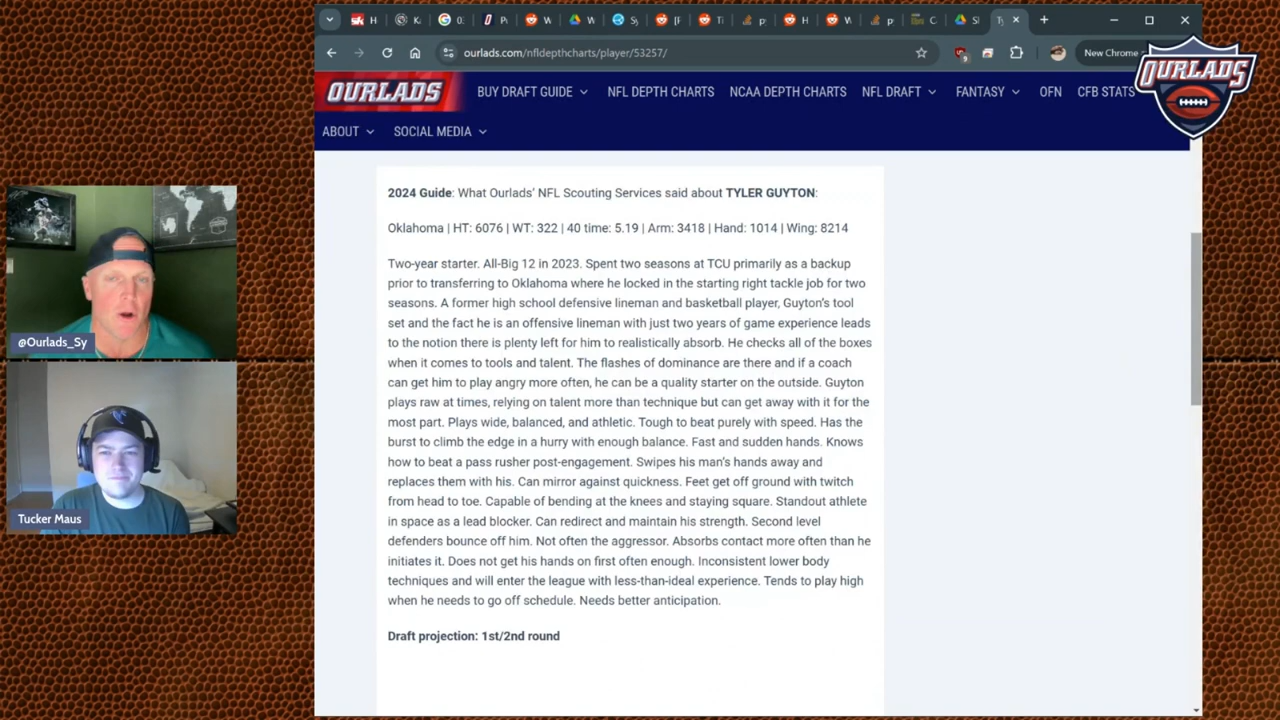 ourlads.com/nfldepthcharts/player/53257/
New Chrome
OURLADS
OURLADS
BUY DRAFT GUIDE
NFL DEPTH CHARTS
NCAA DEPTH CHARTS
NFL DRAFT
FANTASY
OFN
CFB STATS
ABOUT
SOCIAL MEDIA
2024 Guide: What Ourlads' NFL Scouting Services said about TYLER GUYTON:
Oklahoma | HT: 6076 | WT: 322 | 40 time: 5.19 | Arm: 3418 | Hand: 1014 | Wing: 8214
Two-year starter. All-Big 12 in 2023. Spent two seasons at TCU primarily as a backup
prior to transferring to Oklahoma where he locked in the starting right tackle job for two
seasons. A former high school defensive lineman and basketball player, Guyton's tool
set and the fact he is an offensive lineman with just two years of game experience leads
to the notion there is plenty left for him to realistically absorb. He checks all of the boxes
when it comes to tools and talent. The flashes of dominance are there and if a coach
can get him to play angry more often, he can be a quality starter on the outside. Guyton
plays raw at times, relying on talent more than technique but can get away with it for the
most part. Plays wide, balanced, and athletic. Tough to beat purely with speed. Has the
burst to climb the edge in a hurry with enough balance. Fast and sudden hands. Knows
how to beat a pass rusher post-engagement. Swipes his man's hands away and
replaces them with his. Can mirror against quickness. Feet get off ground with twitch
from head to toe. Capable of bending at the knees and staying square. Standout athlete
in space as a lead blocker. Can redirect and maintain his strength. Second level
defenders bounce off him. Not often the aggressor. Absorbs contact more often than he
initiates it. Does not get his hands on first often enough. Inconsistent lower body
techniques and will enter the league with less-than-ideal experience. Tends to play high
when he needs to go off schedule. Needs better anticipation.
Draft projection: 1st/2nd round
@Ourlads_Sy
Tucker Maus